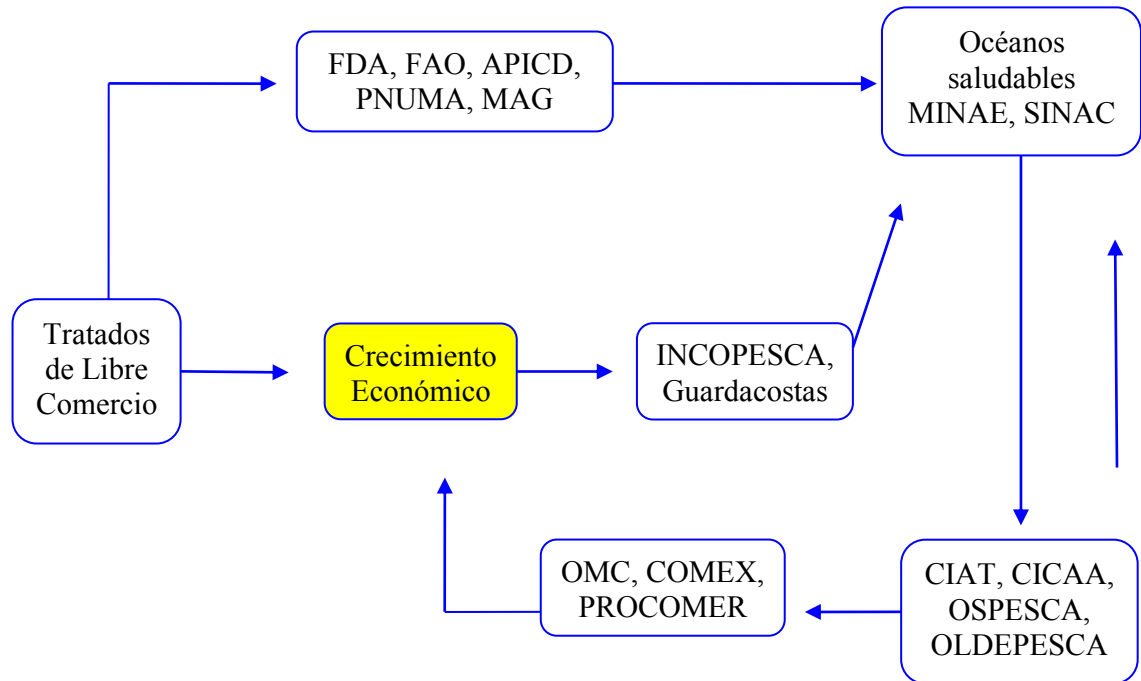 FDA, FAO, APICD,
PNUMA, MAG
Océanos
saludables
MINAE, SINAC
Tratados
de Libre
Comercio
Crecimiento
Económico
INCOPESCA,
Guardacostas
OMC, COMEX,
PROCOMER
CIAT, CICAA,
OSPESCA,
OLDEPESCA